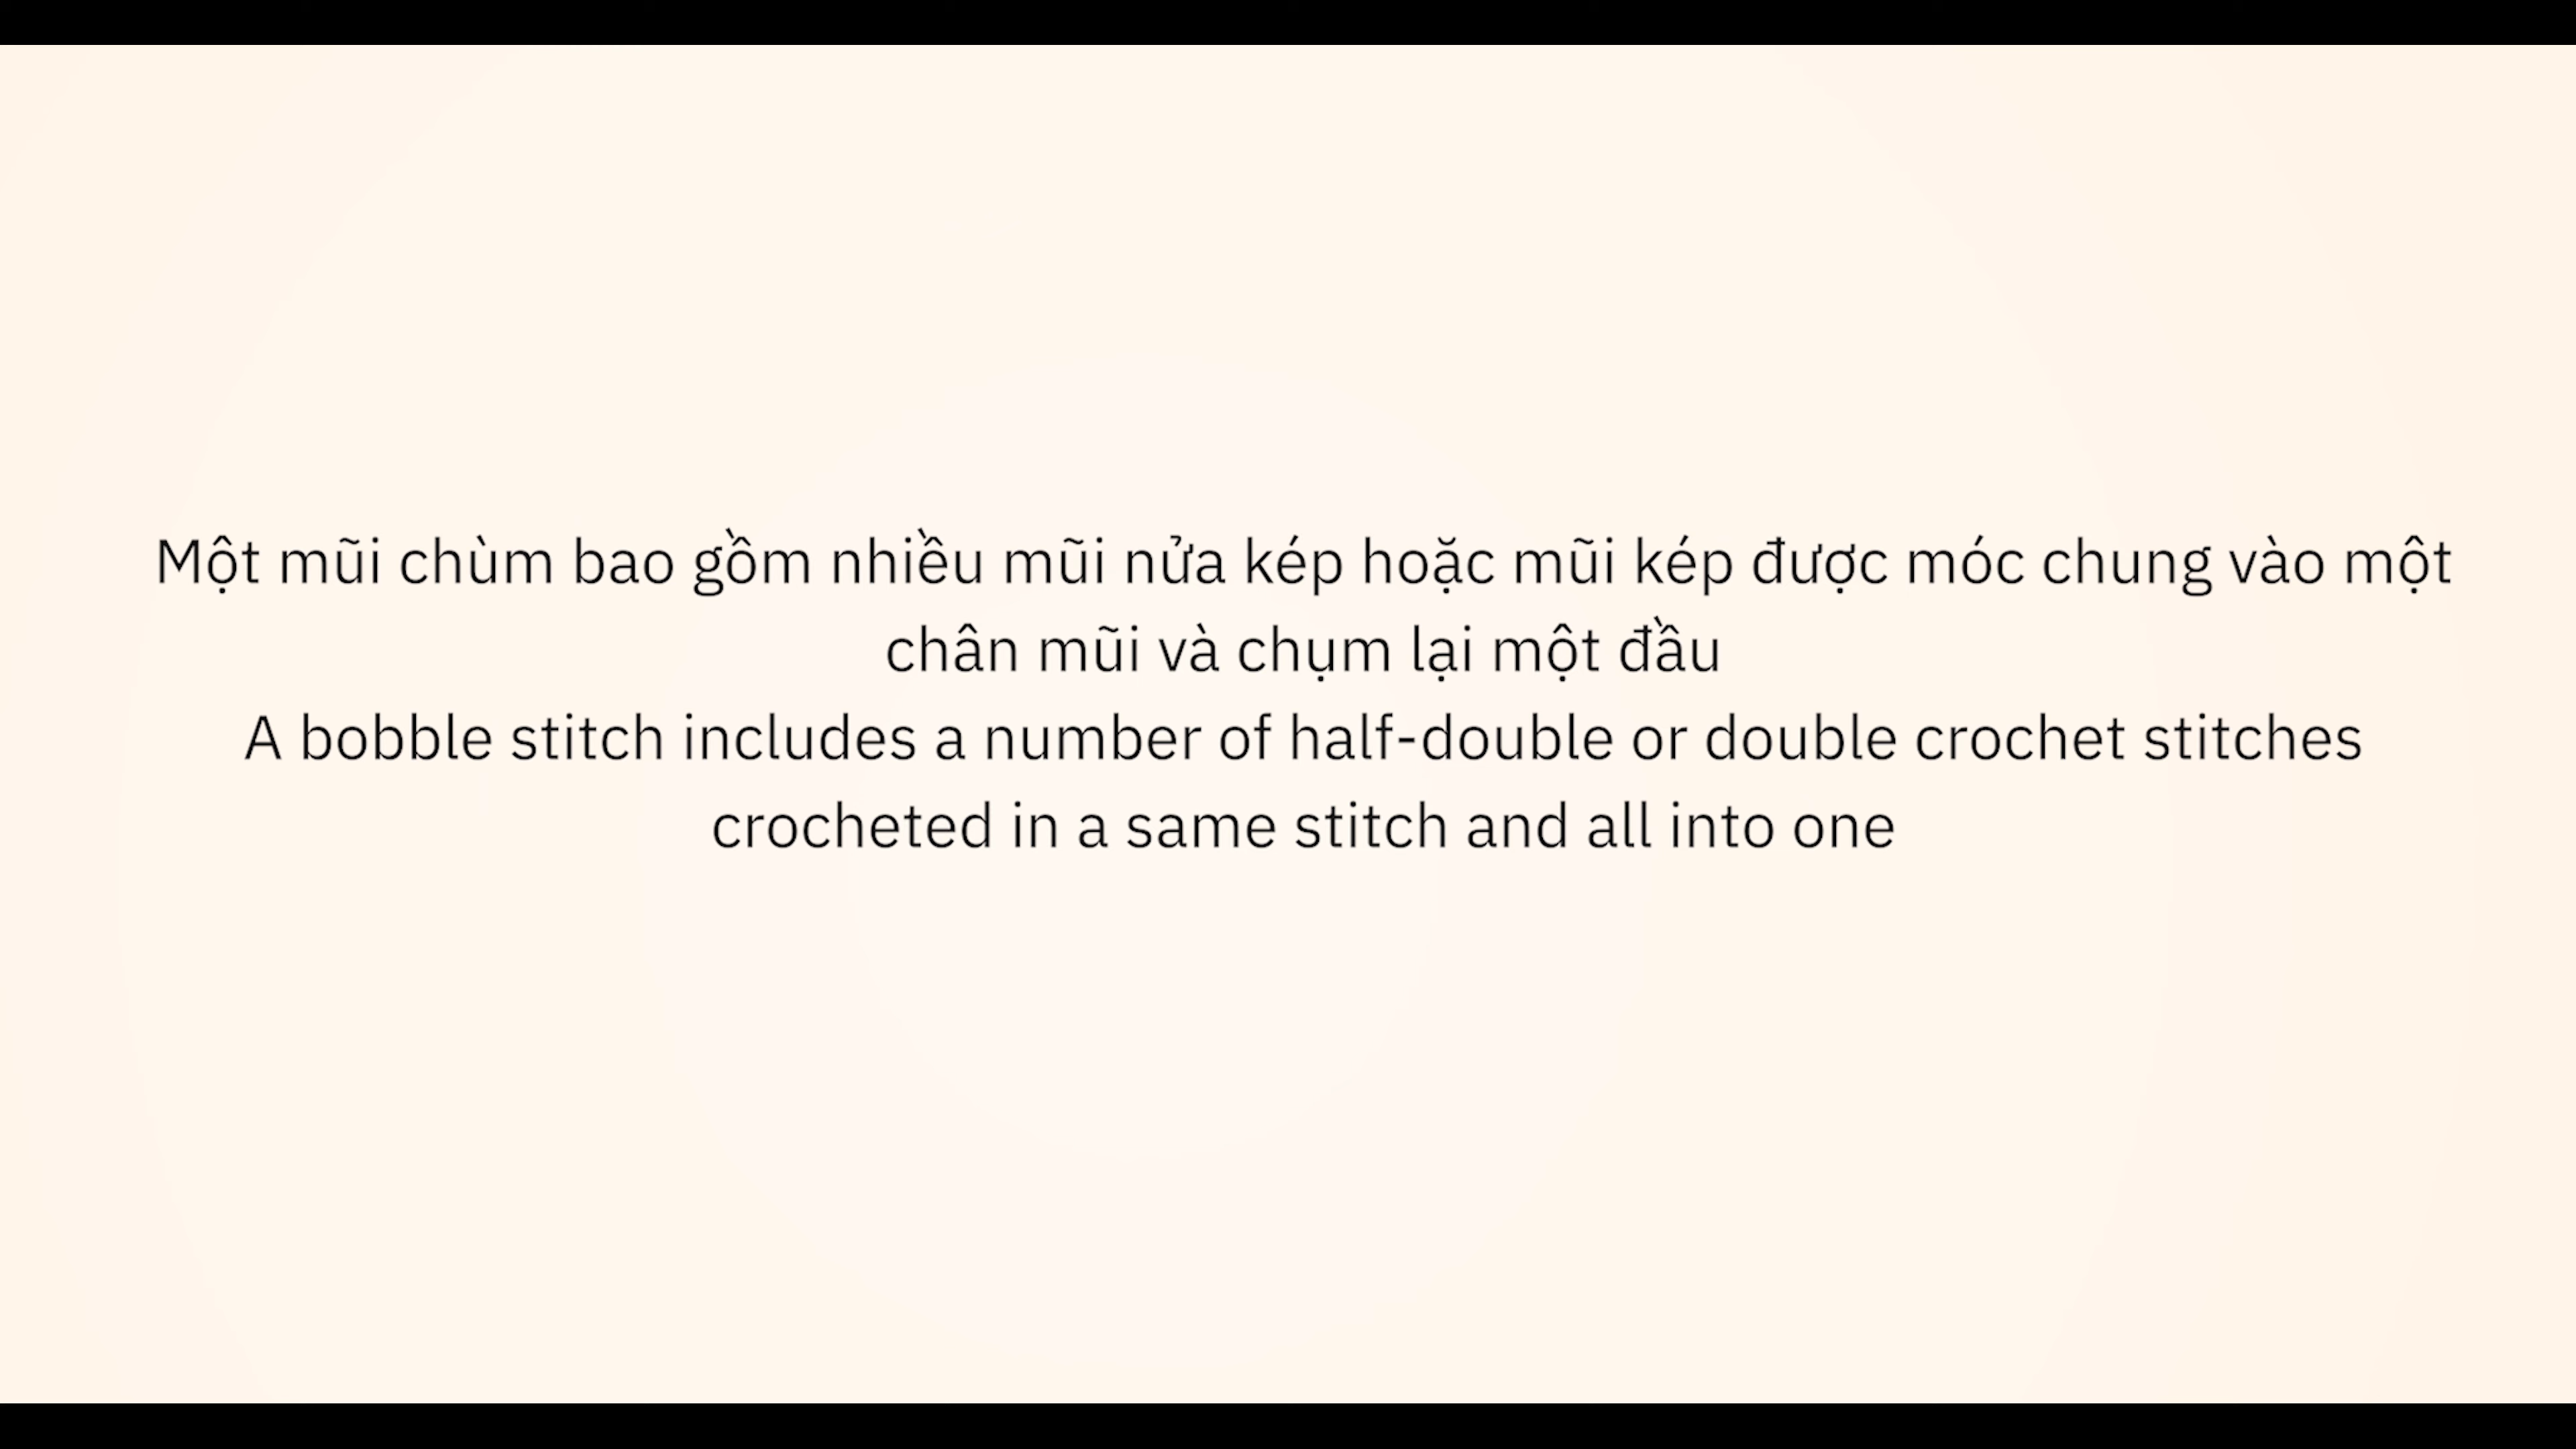 Một mũi chùm bao gồm nhiều mũi nửa kép hoặc mũi kép được móc chung vào một
chân mũi và chụm lại một đầu
A bobble stitch includes a number of half-double or double crochet stitches
crocheted in a same stitch and all into one